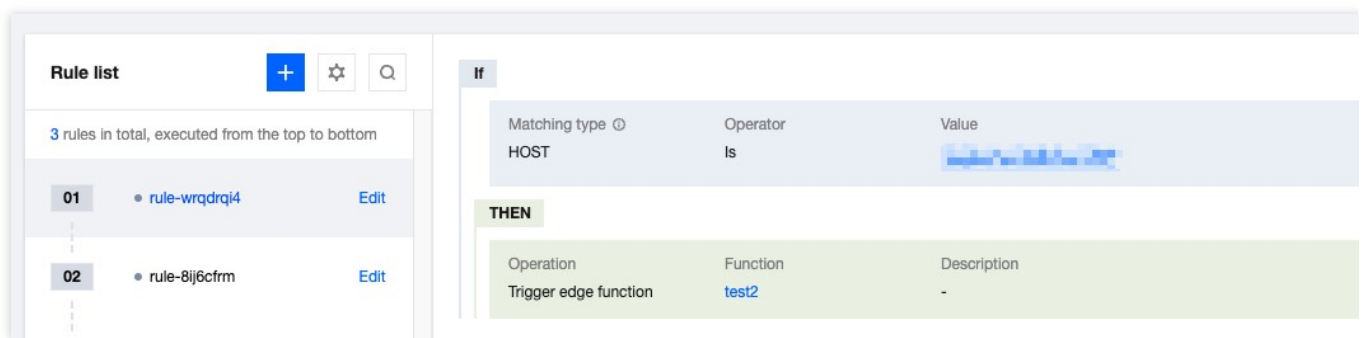 Rule list
3 rules in total, executed from the top to bottom
01 rule-wrqdrqi4 Edit
02 rule-8ij6cfrm Edit
If
Matching type Operator Value
HOST Is
THEN
Operation Function Description
Trigger edge function test2 -